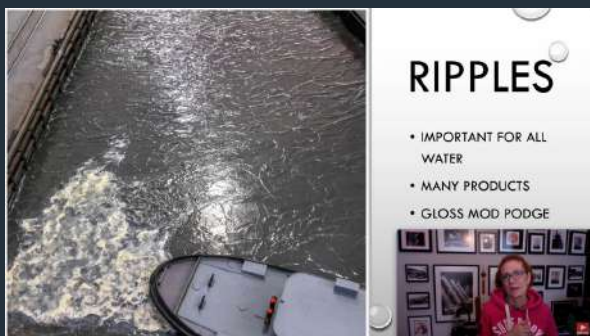 RIPPLES
• IMPORTANT FOR ALL
WATER
• MANY PRODUCTS
• GLOSS MOD PODGE